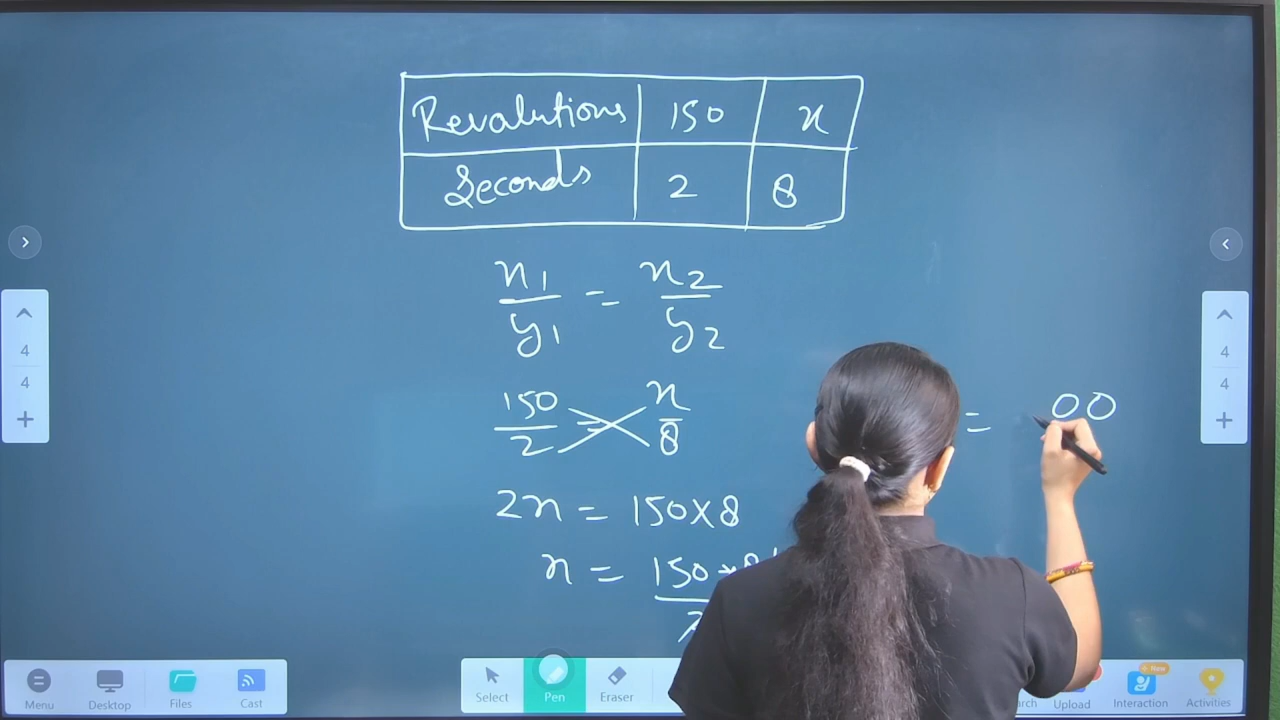 Revalutions 150 x
Seconds 2 8
x1/y1 = x2/y2
150/2 = x/8
= 00
2x = 150×8
x = 150×8
4
4
4
4
Menu
Desktop
Files
Cast
Select
Pen
Eraser
Upload
New
Interaction
Activities